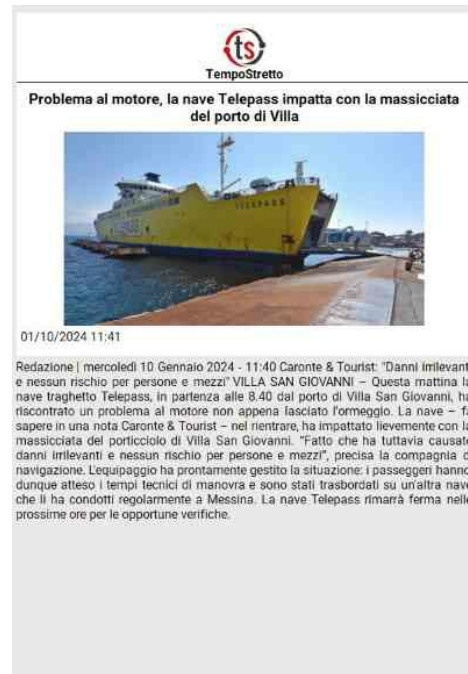 ts
TempoStretto
Problema al motore, la nave Telepass impatta con la massicciata
del porto di Villa
TELEPASS
01/10/2024 11:41
Redazione | mercoledì 10 Gennaio 2024 - 11:40 Caronte & Tourist: "Danni irrilevant
e nessun rischio per persone e mezzi" VILLA SAN GIOVANNI – Questa mattina la
nave traghetto Telepass, in partenza alle 8.40 dal porto di Villa San Giovanni, ha
riscontrato un problema al motore non appena lasciato l'ormeggio. La nave – fa
sapere in una nota Caronte & Tourist – nel rientrare, ha impattato lievemente con la
massicciata del porticciolo di Villa San Giovanni. "Fatto che ha tuttavia causato
danni irrilevanti e nessun rischio per persone e mezzi", precisa la compagnia d
navigazione. L'equipaggio ha prontamente gestito la situazione: i passeggeri hanno
dunque atteso i tempi tecnici di manovra e sono stati trasbordati su un'altra nave
che li ha condotti regolarmente a Messina. La nave Telepass rimarrà ferma nelle
prossime ore per le opportune verifiche.